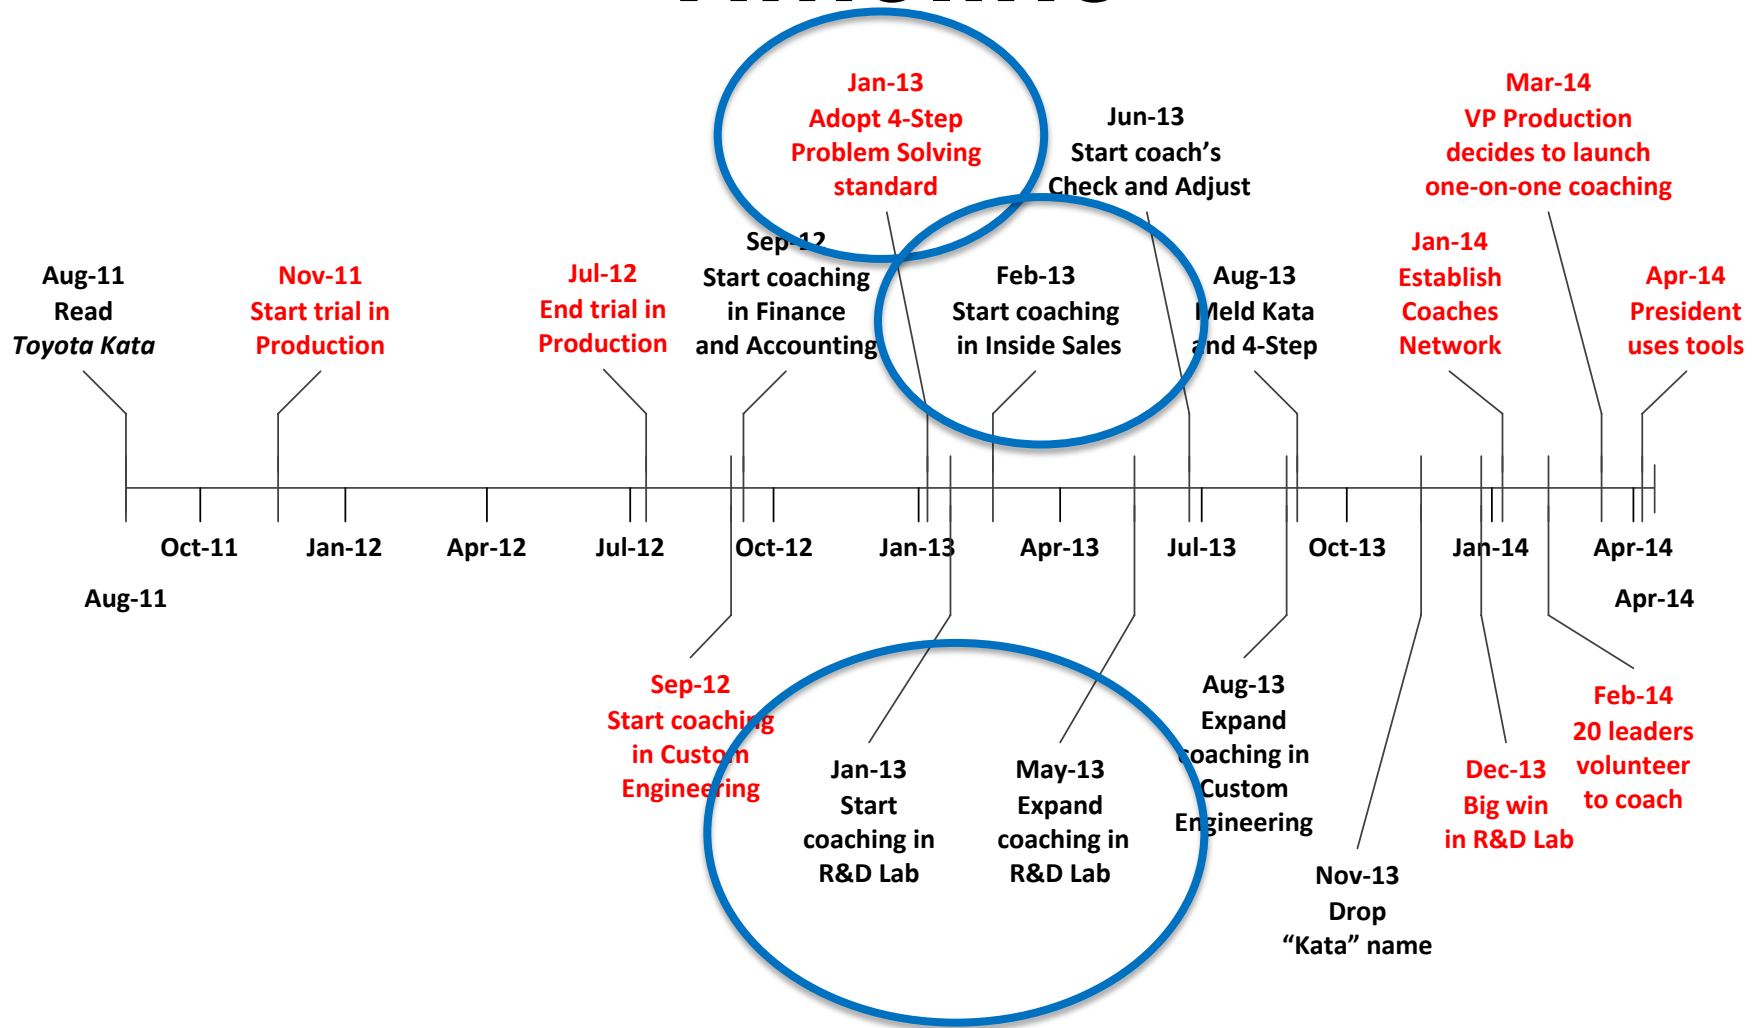 Jan-13
Adopt 4-Step
Problem Solving
standard
Jun-13
Start coach’s
Check and Adjust
Mar-14
VP Production
decides to launch
one-on-one coaching
Aug-11
Read
Toyota Kata
Nov-11
Start trial in
Production
Jul-12
End trial in
Production
Sep-12
Start coaching
in Finance
and Accounting
Feb-13
Start coaching
in Inside Sales
Aug-13
Meld Kata
and 4-Step
Jan-14
Establish
Coaches
Network
Apr-14
President
uses tools
Oct-11
Jan-12
Apr-12
Jul-12
Oct-12
Jan-13
Apr-13
Jul-13
Oct-13
Jan-14
Apr-14
Aug-11
Apr-14
Sep-12
Start coaching
in Custom
Engineering
Jan-13
Start
coaching in
R&D Lab
May-13
Expand
coaching in
R&D Lab
Aug-13
Expand
coaching in
Custom
Engineering
Nov-13
Drop
“Kata” name
Dec-13
Big win
in R&D Lab
Feb-14
20 leaders
volunteer
to coach